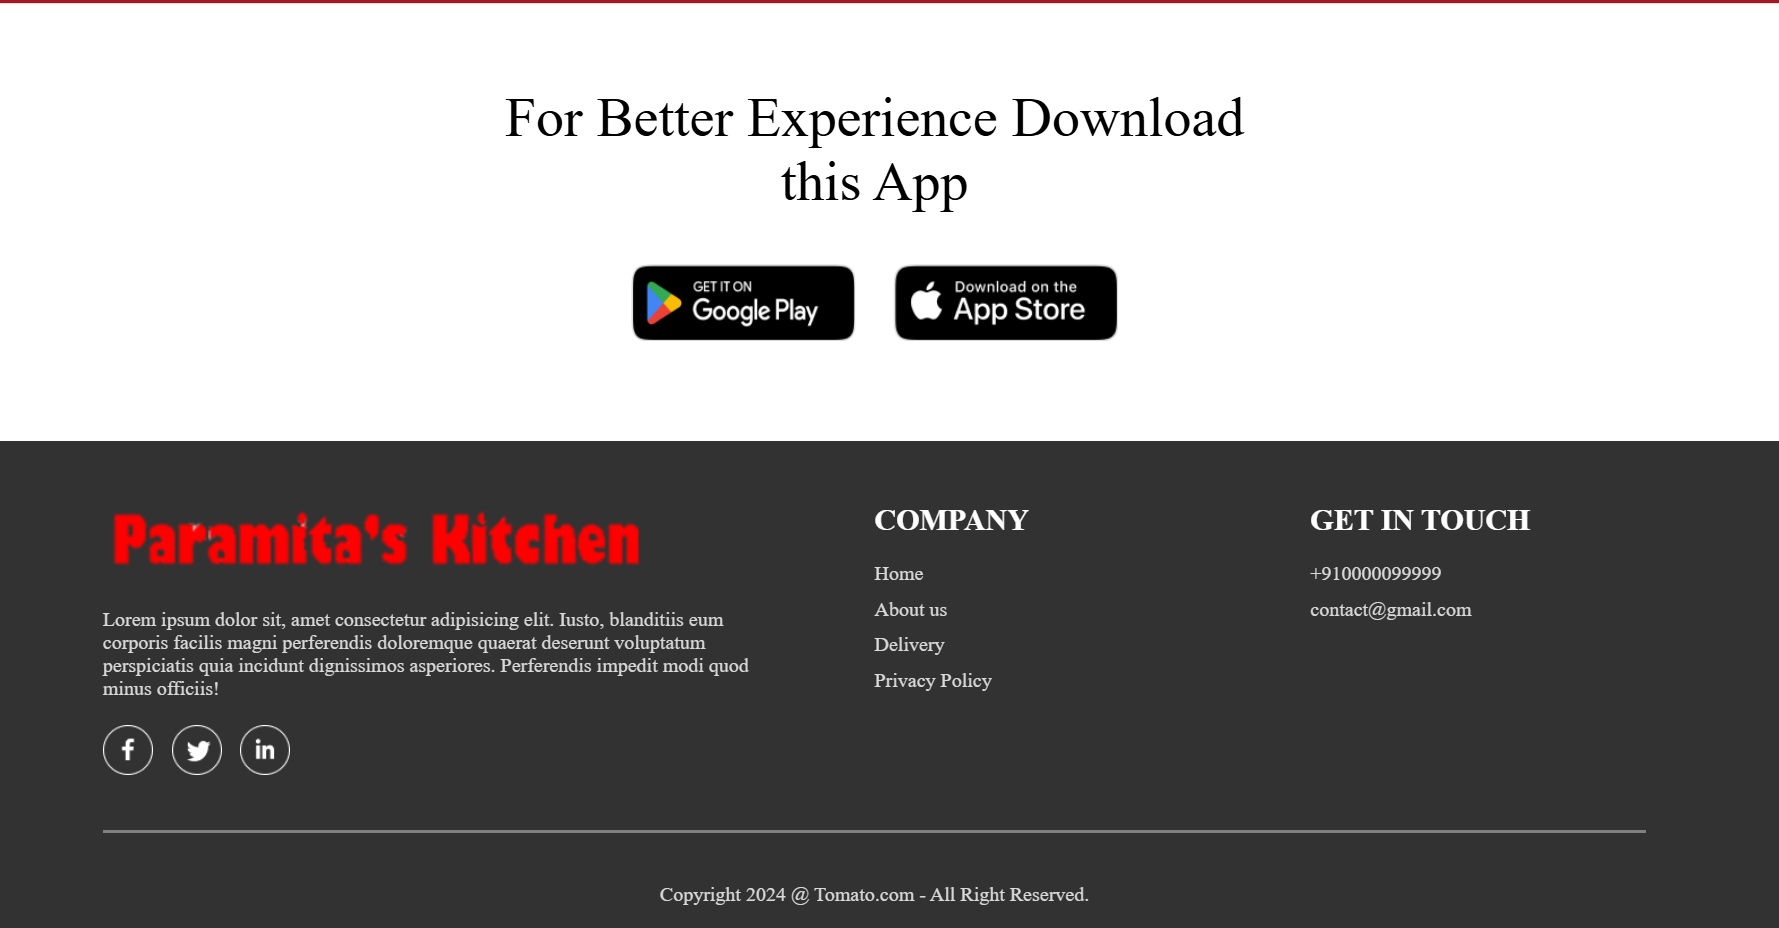 For Better Experience Download
this App
GET IT ON
Google Play
Download on the
App Store
Paramita's Kitchen
Lorem ipsum dolor sit, amet consectetur adipisicing elit. Iusto, blanditiis eum
corporis facilis magni perferendis doloremque quaerat deserunt voluptatum
perspiciatis quia incidunt dignissimos asperiores. Perferendis impedit modi quod
minus officiis!
f
in
COMPANY
Home
About us
Delivery
Privacy Policy
GET IN TOUCH
+910000099999
contact@gmail.com
Copyright 2024 @ Tomato.com - All Right Reserved.